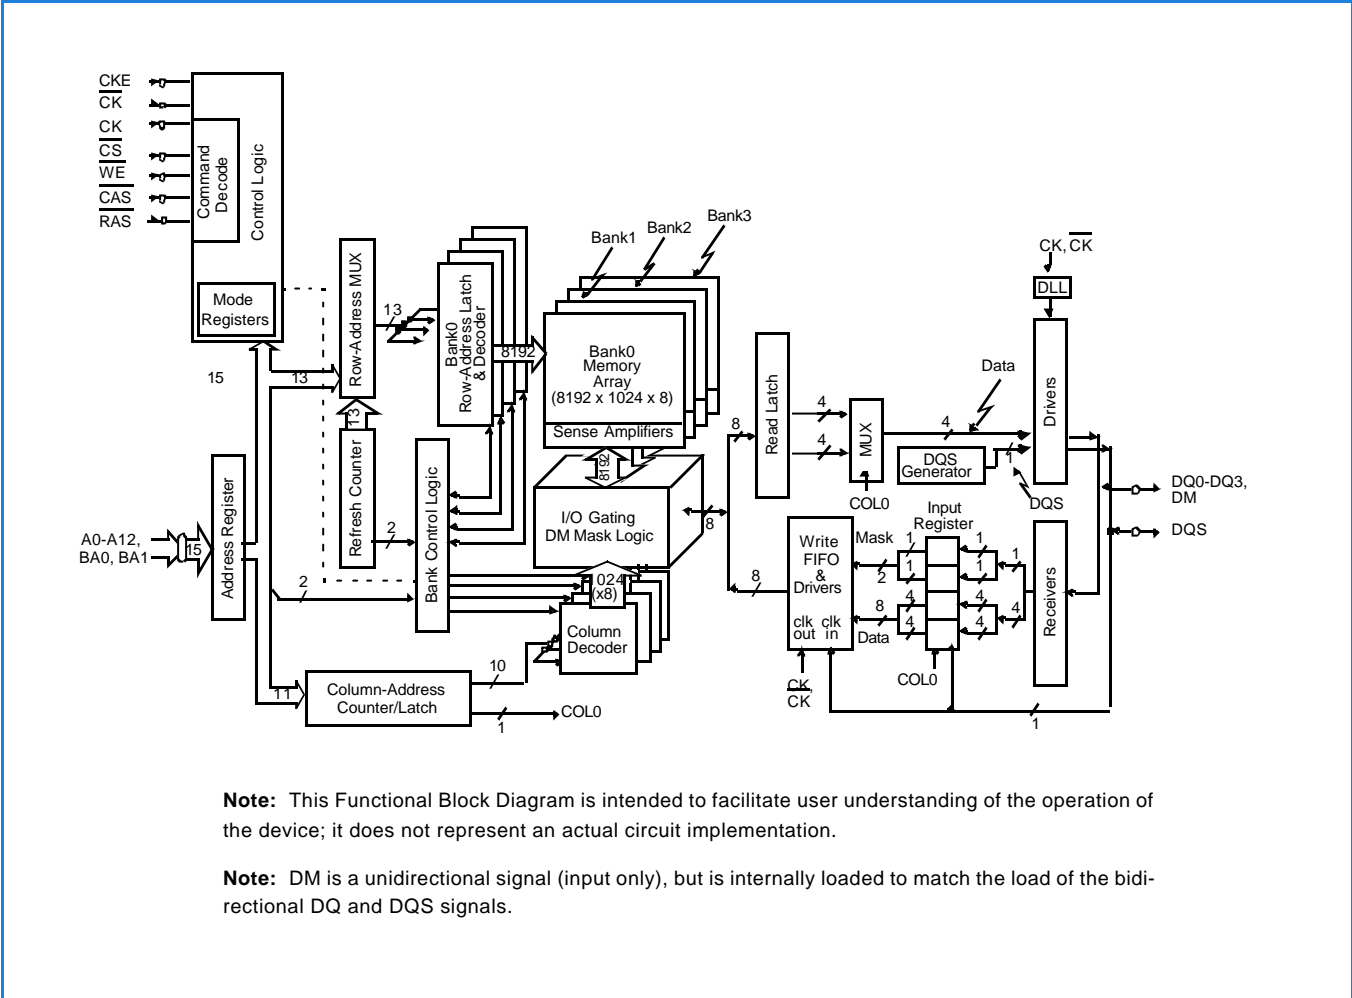 CKE
CK
CK
CS
WE
CAS
RAS
Command
Decode
Control Logic
Mode
Registers
15
13
Row-Address MUX
13
Refresh Counter
13
Bank0
Row-Address Latch
& Decoder
8192
Bank1
Bank2
Bank3
Bank0
Memory
Array
(8192 x 1024 x 8)
Sense Amplifiers
8192
I/O Gating
DM Mask Logic
A0-A12,
BA0, BA1
15
Address Register
2
2
Bank Control Logic
1024
(x8)
Column
Decoder
11
Column-Address
Counter/Latch
10
1
COL0
8
8
8
Read Latch
4
4
MUX
COL0
4
Data
DQS
Generator
1
DQS
CK, CK
DLL
Drivers
DQ0-DQ3,
DM
DQS
Input
Register
Write
FIFO
&
Drivers
clk clk
out in
Mask
2
8
Data
1
1
4
4
1
1
4
4
1
4
Receivers
CK,
CK
COL0
1
Note: This Functional Block Diagram is intended to facilitate user understanding of the operation of
the device; it does not represent an actual circuit implementation.
Note: DM is a unidirectional signal (input only), but is internally loaded to match the load of the bidi-
rectional DQ and DQS signals.